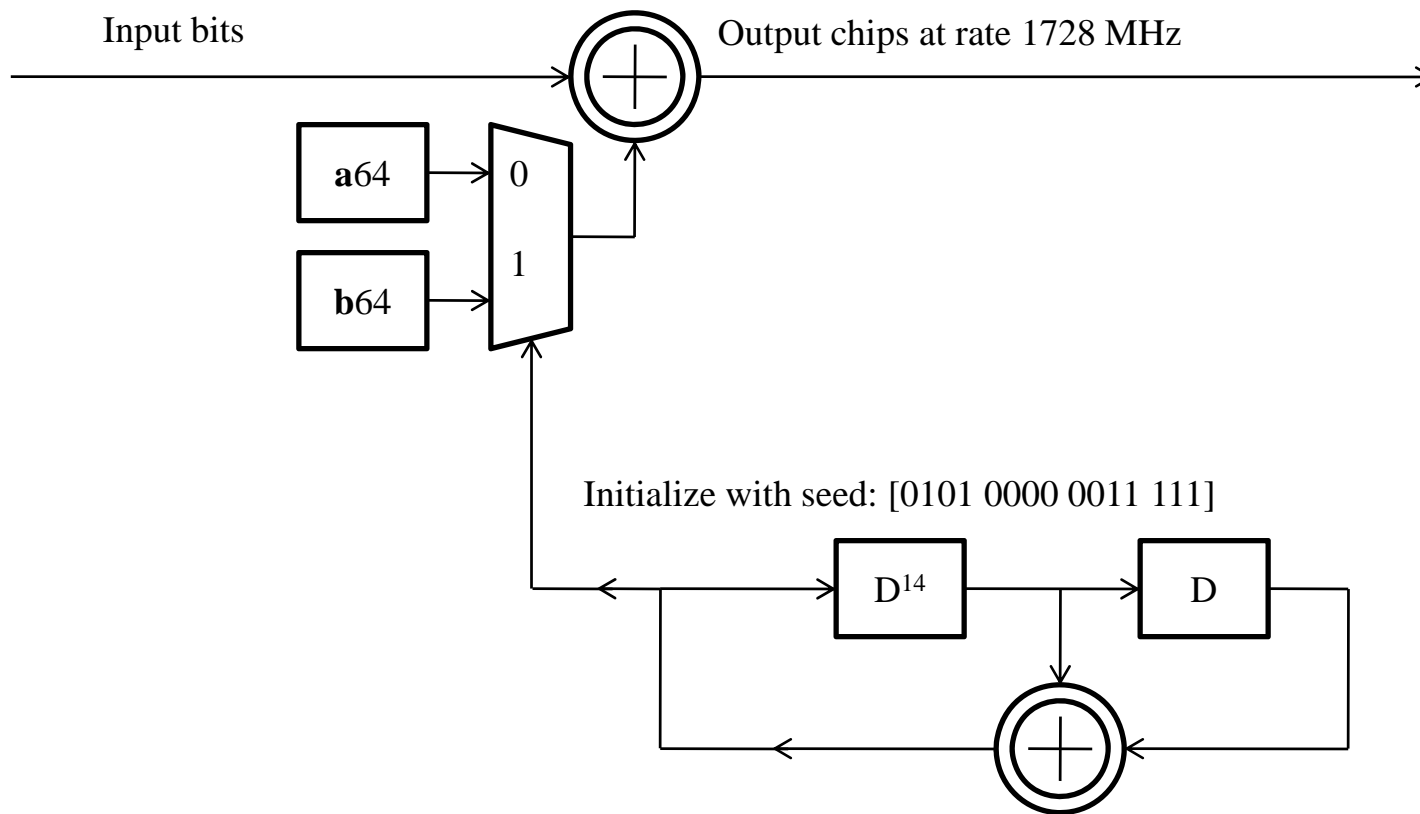 Input bits
Output chips at rate 1728 MHz
a64
0
1
b64
Initialize with seed: [0101 0000 0011 111]
D¹⁴
D